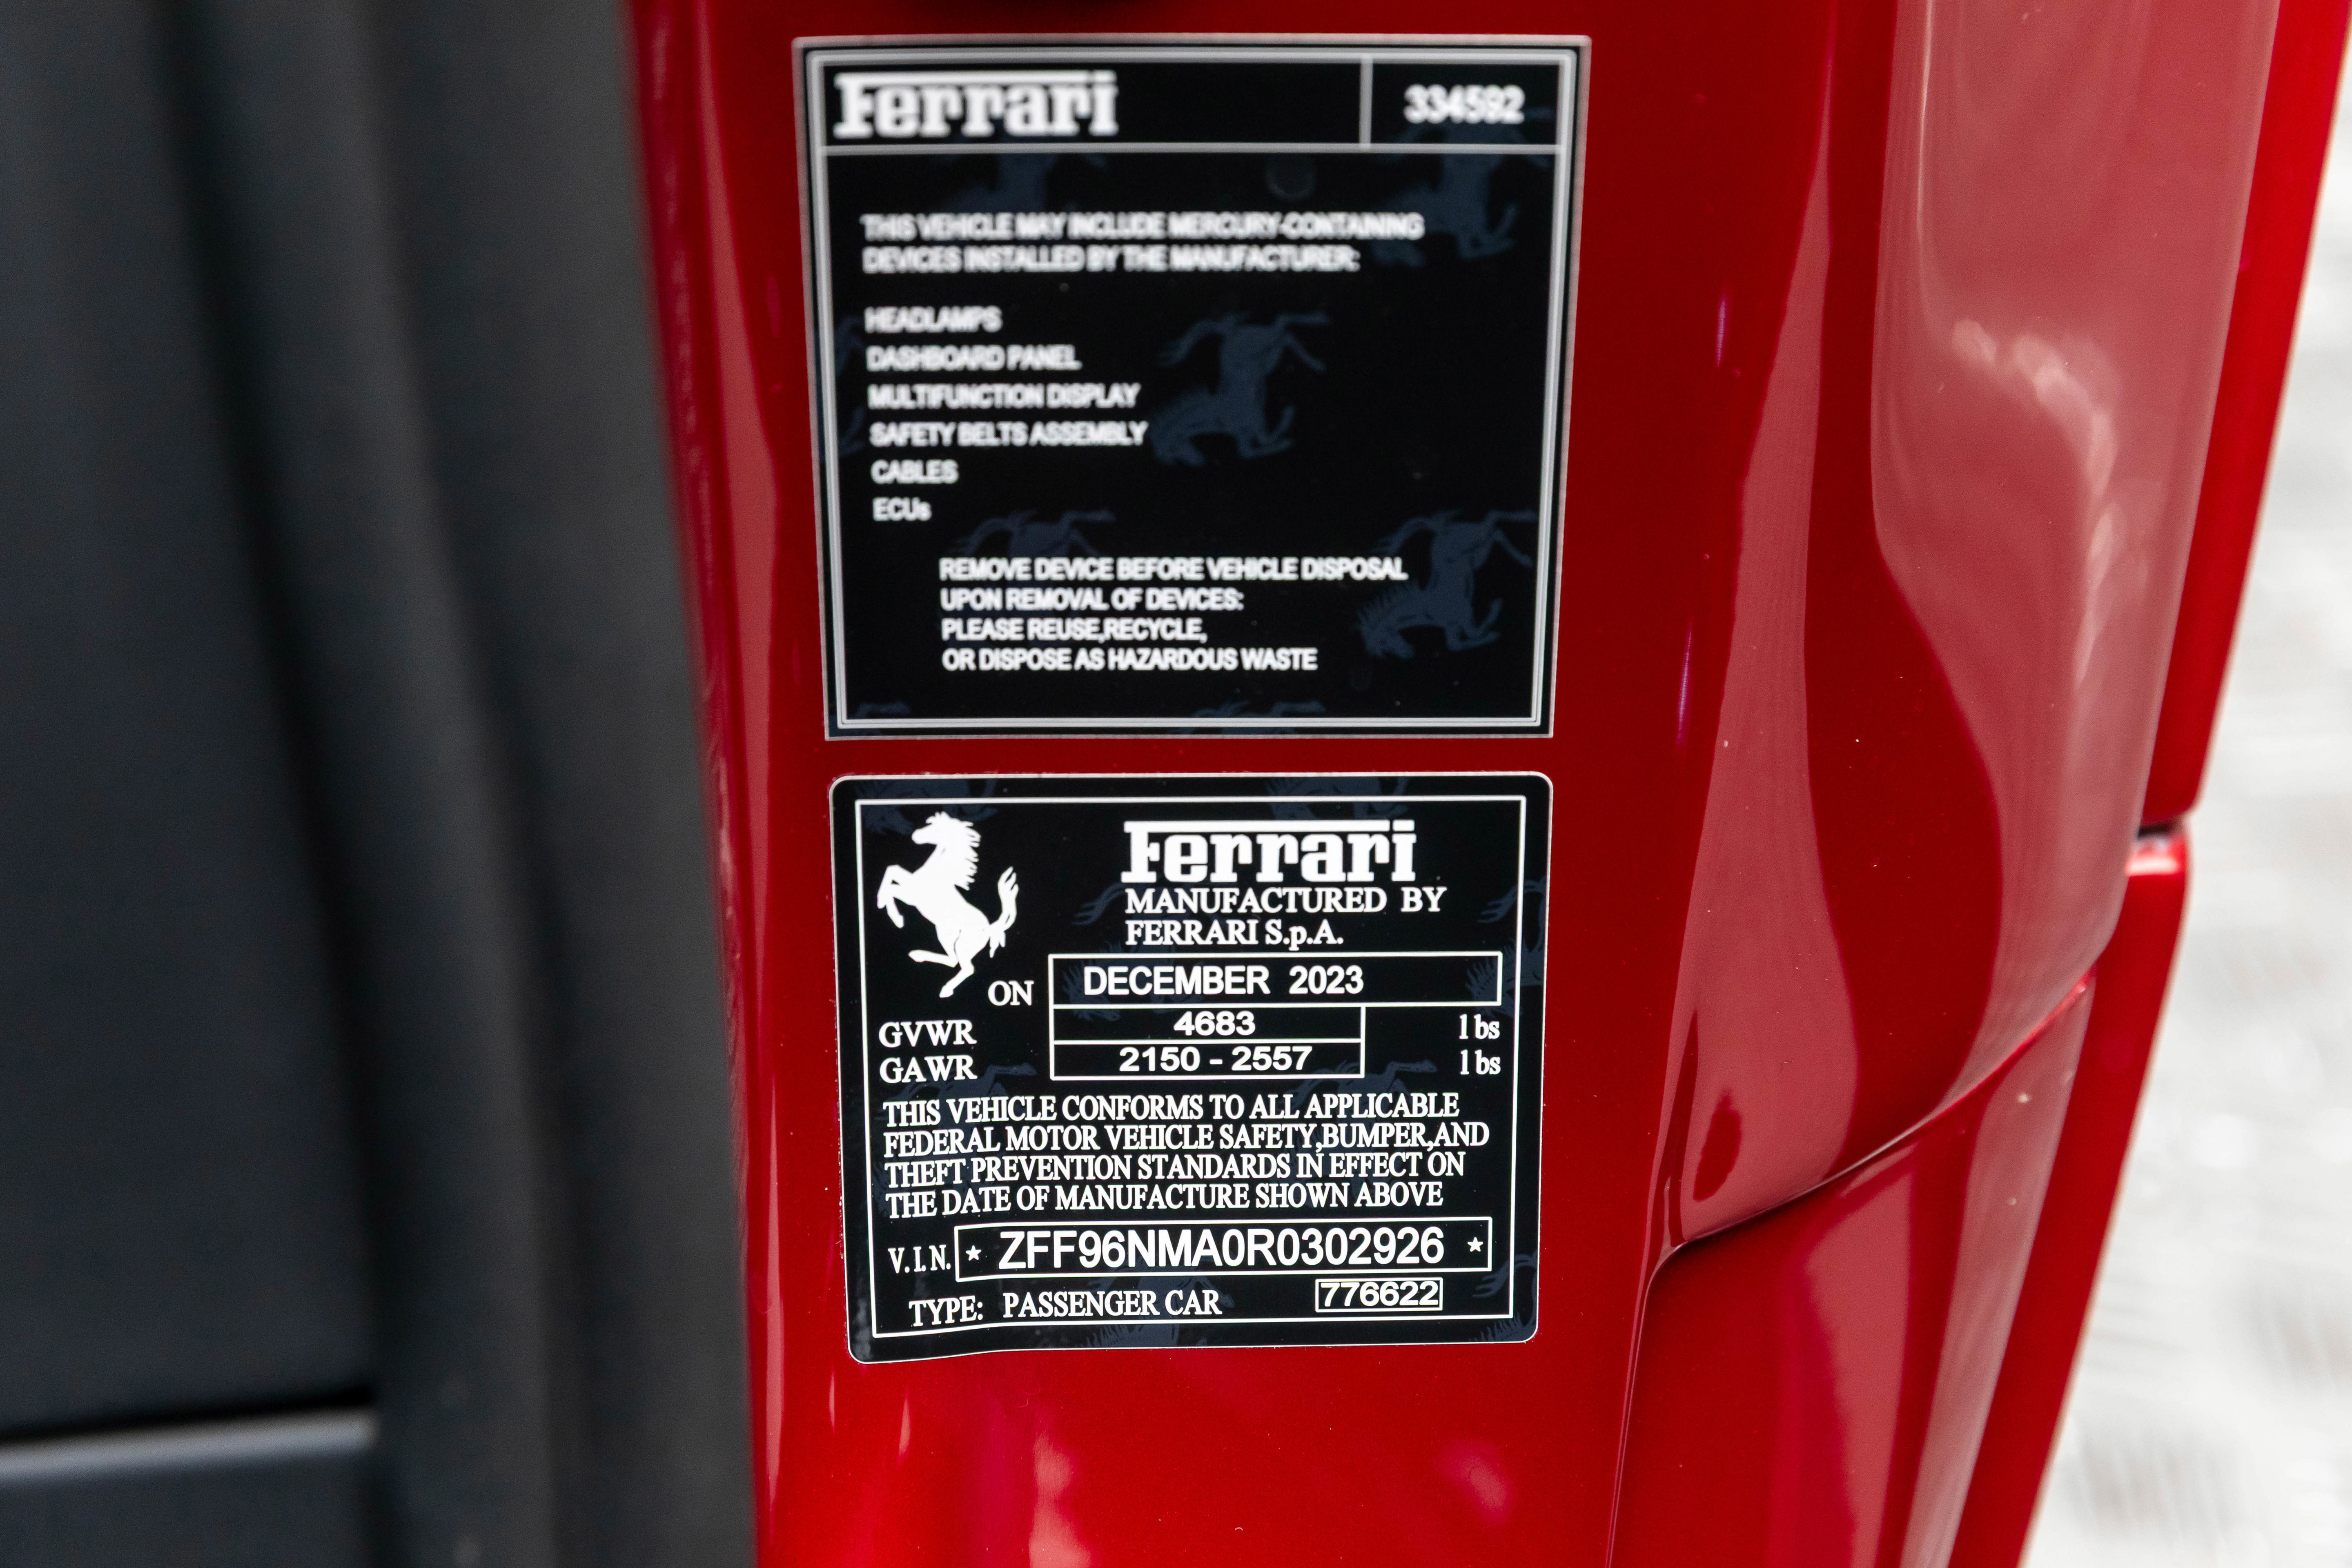 Ferrari 334592
THIS VEHICLE MAY INCLUDE MERCURY-CONTAINING
DEVICES INSTALLED BY THE MANUFACTURER:
HEADLAMPS
DASHBOARD PANEL
MULTIFUNCTION DISPLAY
SAFETY BELTS ASSEMBLY
CABLES
ECUs
REMOVE DEVICE BEFORE VEHICLE DISPOSAL
UPON REMOVAL OF DEVICES:
PLEASE REUSE,RECYCLE,
OR DISPOSE AS HAZARDOUS WASTE
Ferrari
MANUFACTURED BY
FERRARI S.p.A.
ON DECEMBER 2023
GVWR 4683 lbs
GAWR 2150 - 2557 lbs
THIS VEHICLE CONFORMS TO ALL APPLICABLE
FEDERAL MOTOR VEHICLE SAFETY,BUMPER,AND
THEFT PREVENTION STANDARDS IN EFFECT ON
THE DATE OF MANUFACTURE SHOWN ABOVE
V.I.N. ★ ZFF96NMA0R0302926 ★
TYPE: PASSENGER CAR 776622